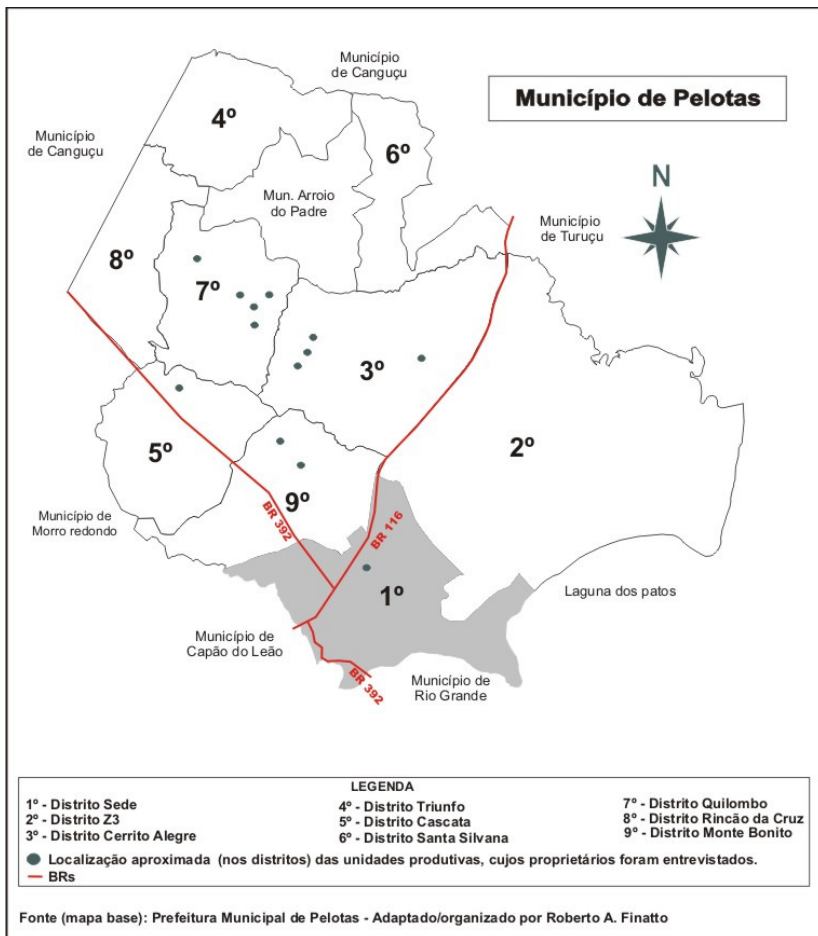 Município
de Canguçu
Município de Pelotas
4º
Município
de Canguçu
6º
N
Mun. Arroio
do Padre
Município
de Turuçu
8º
7º
3º
2º
5º
9º
BR 392
BR 116
Município de
Morro redondo
1º
Laguna dos patos
Município de
Capão do Leão
BR 392
Município de
Rio Grande
LEGENDA
1º - Distrito Sede
2º - Distrito Z3
3º - Distrito Cerrito Alegre
4º - Distrito Triunfo
5º - Distrito Cascata
6º - Distrito Santa Silvana
7º - Distrito Quilombo
8º - Distrito Rincão da Cruz
9º - Distrito Monte Bonito
Localização aproximada (nos distritos) das unidades produtivas, cujos proprietários foram entrevistados.
BRs
Fonte (mapa base): Prefeitura Municipal de Pelotas - Adaptado/organizado por Roberto A. Finatto